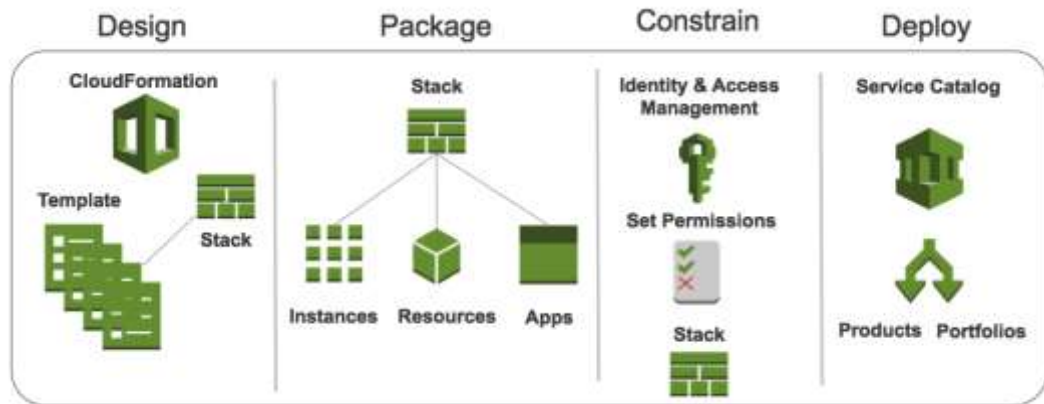 Design
Package
Constrain
Deploy
CloudFormation
Template
Stack
Stack
Instances
Resources
Apps
Identity & Access
Management
Set Permissions
Stack
Service Catalog
Products
Portfolios